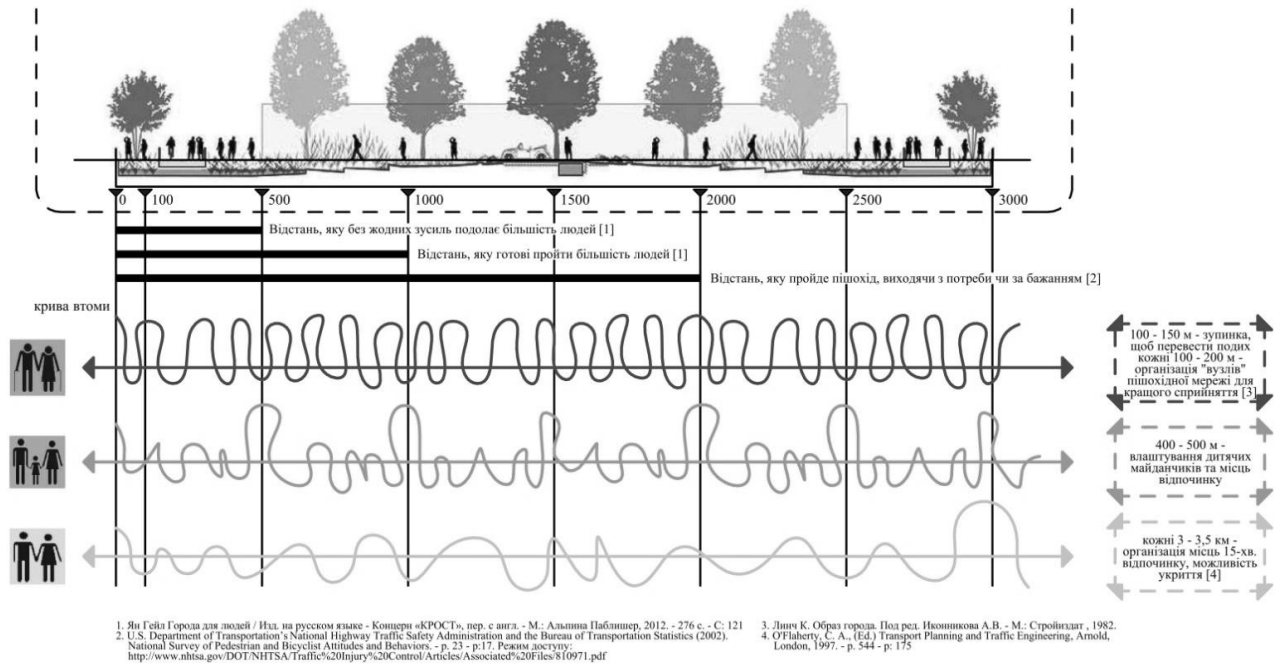 0 100 500 1000 1500 2000 2500 3000
Відстань, яку без жодних зусиль подолає більшість людей [1]
Відстань, яку готові пройти більшість людей [1]
Відстань, яку пройде пішохід, виходячи з потреби чи за бажанням [2]
крива втоми
100 - 150 м - зупинка,
щоб перевести подих
кожні 100 - 200 м -
організація "вузлів"
пішохідної мережі для
кращого сприйняття [3]
400 - 500 м -
влаштування дитячих
майданчиків та місць
відпочинку
кожні 3 - 3,5 км -
організація місць 15-хв.
відпочинку, можливість
укриття [4]
1. Ян Гейл Города для людей / Изд. на русском языке - Концерн «КРОСТ», пер. с англ. - М.: Альпина Паблишер, 2012. - 276 с. - С: 121
2. U.S. Department of Transportation's National Highway Traffic Safety Administration and the Bureau of Transportation Statistics (2002).
National Survey of Pedestrian and Bicyclist Attitudes and Behaviors. - p. 23 - p:17. Режим доступу:
http://www.nhtsa.gov/DOT/NHTSA/Traffic%20Injury%20Control/Articles/Associated%20Files/810971.pdf
3. Линч К. Образ города. Под ред. Иконникова А.В. - М.: Стройиздат , 1982.
4. O'Flaherty, C. A., (Ed.) Transport Planning and Traffic Engineering, Arnold,
London, 1997. - p. 544 - p: 175